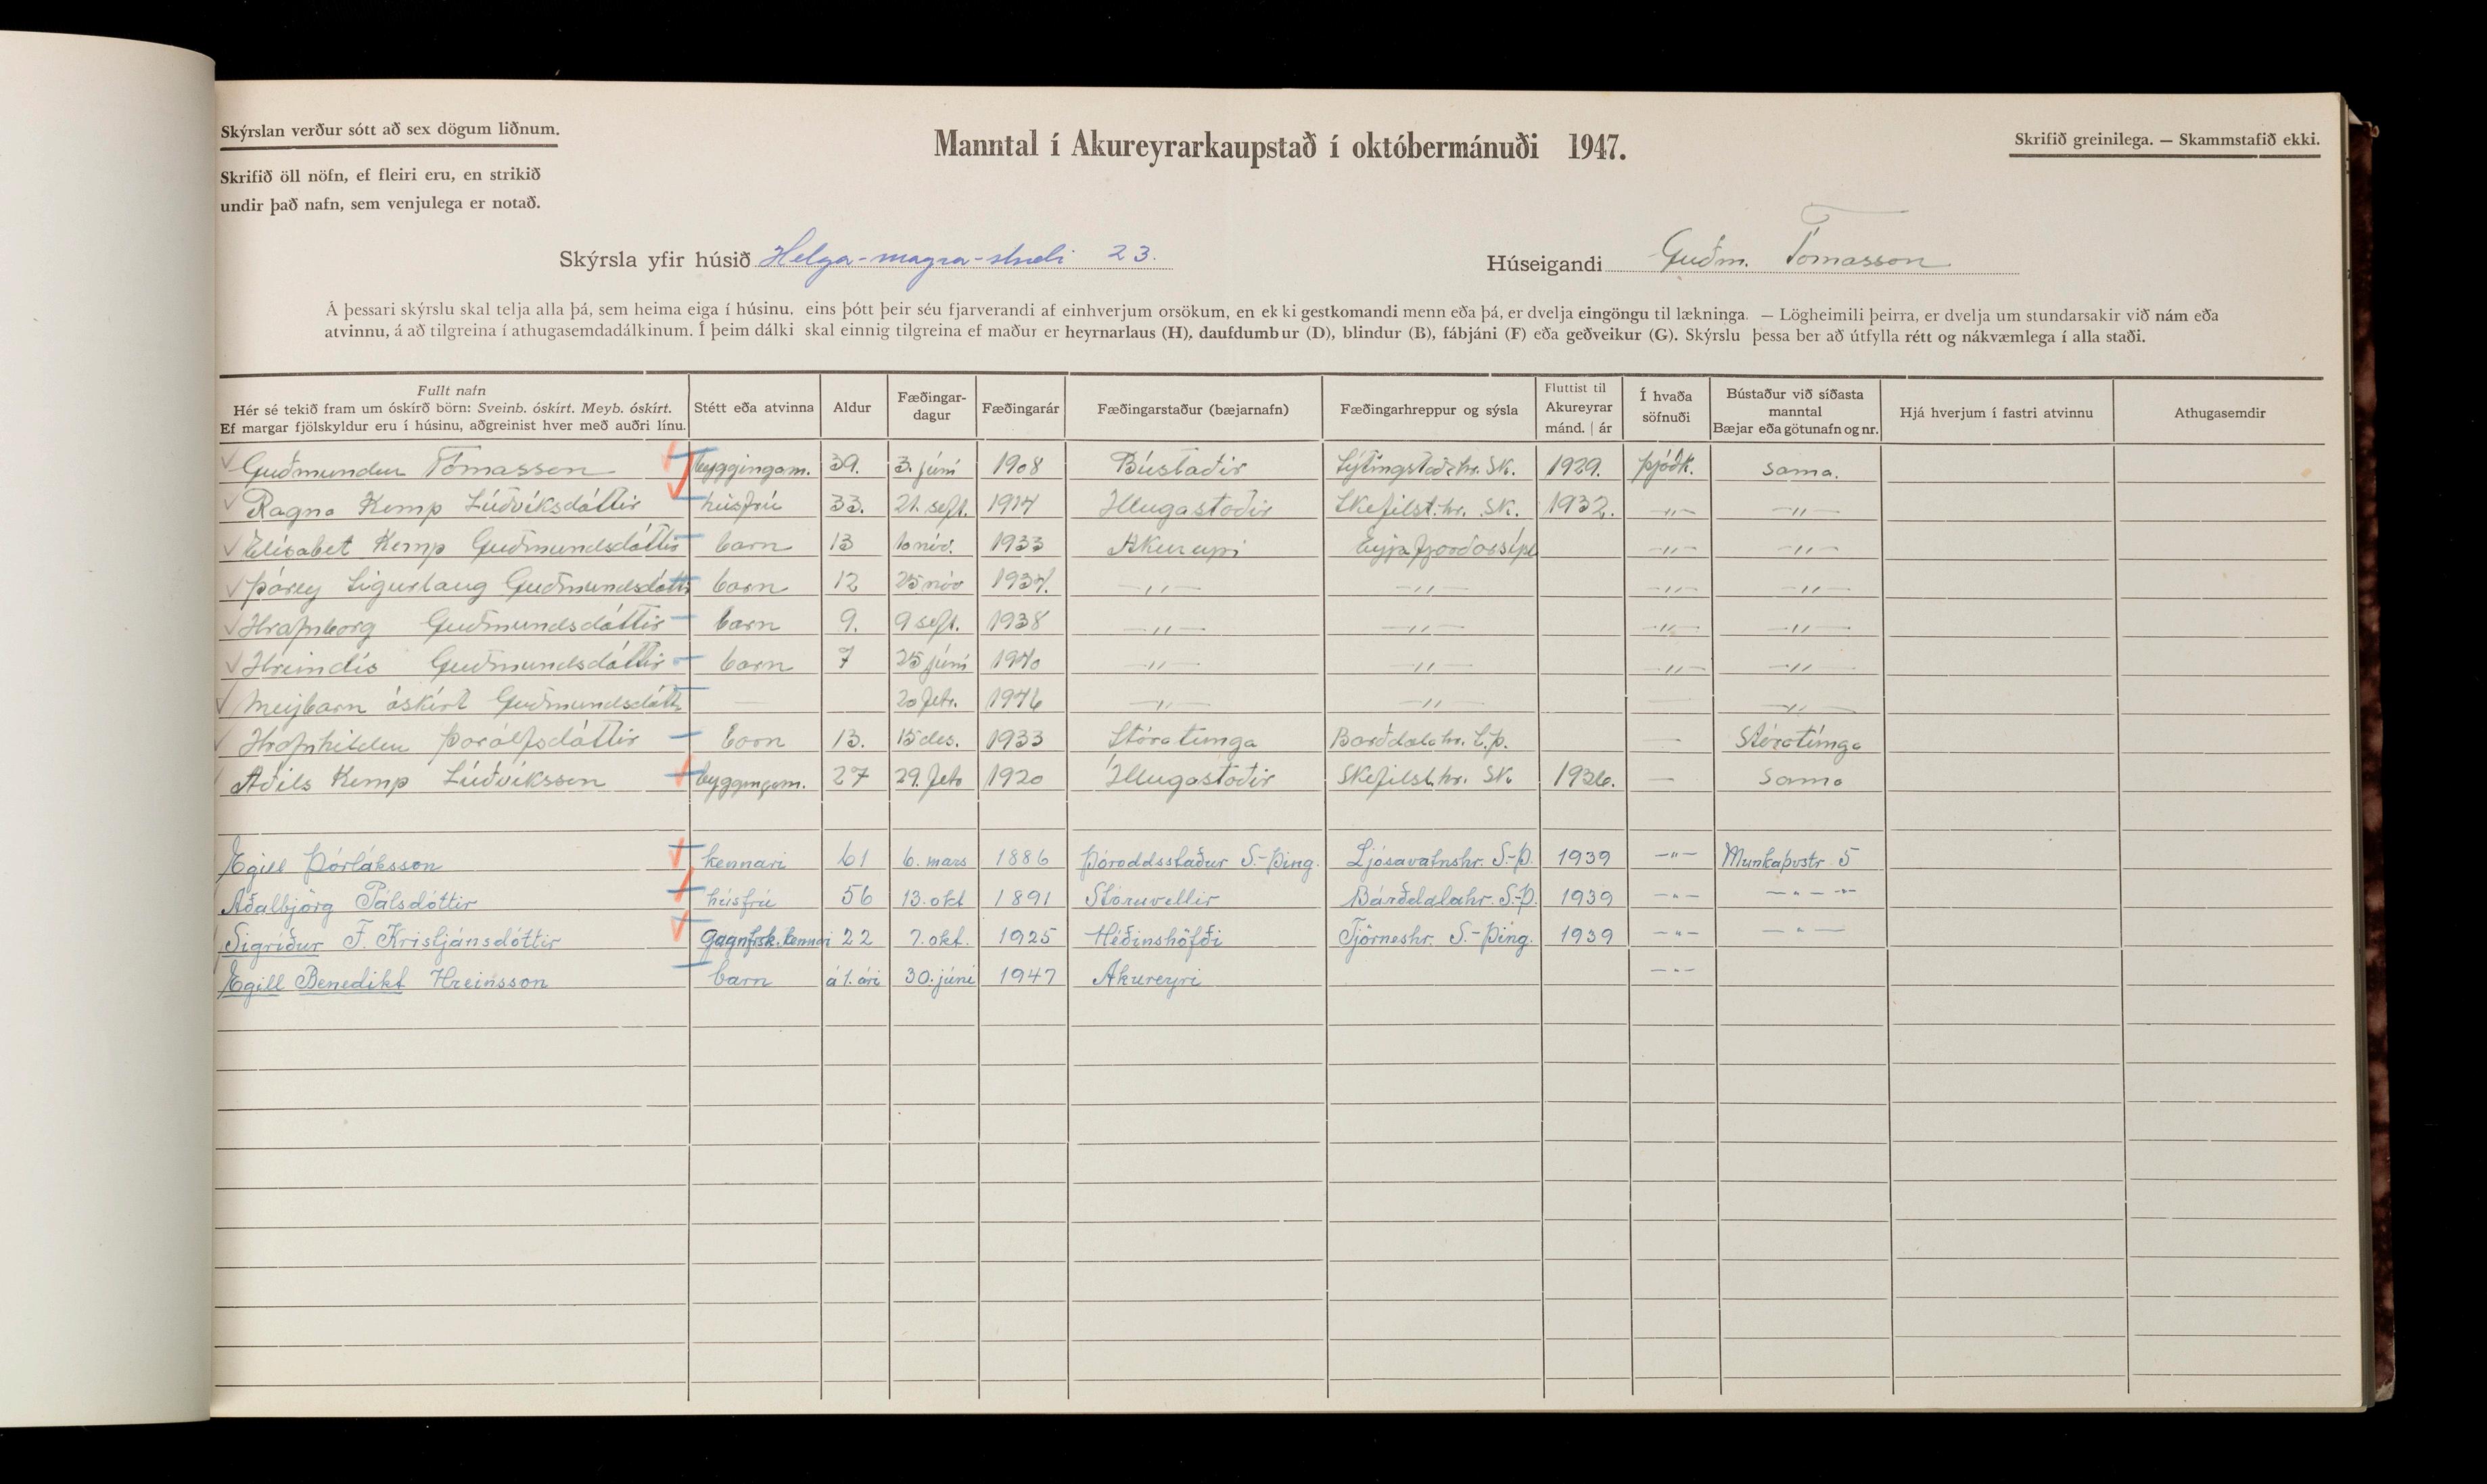 Skýrslan verður sótt að sex dögum liðnum.
Manntal í Akureyrarkaupstað í októbermánuði 1947.
Skrifið greinilega. — Skammstafið ekki.
Skrifið öll nöfn, ef fleiri eru, en strikið
undir það nafn, sem venjulega er notað.
Skýrsla yfir húsið Helga-magra-stræti 23.
Húseigandi Guðm. Tómasson
Á þessari skýrslu skal telja alla þá, sem heima eiga í húsinu, eins þótt þeir séu fjarverandi af einhverjum orsökum, en ekki gestkomandi menn eða þá, er dvelja eingöngu til lækninga. — Lögheimili þeirra, er dvelja um stundarsakir við nám eða
atvinnu, á að tilgreina í athugasemdadálkinum. Í þeim dálki skal einnig tilgreina ef maður er heyrnarlaus (H), daufdumbur (D), blindur (B), fábjáni (F) eða geðveikur (G). Skýrslu þessa ber að útfylla rétt og nákvæmlega í alla staði.
Fullt nafn
Hér sé tekið fram um óskírð börn: Sveinb. óskírt. Meyb. óskírt.
Ef margar fjölskyldur eru í húsinu, aðgreinist hver með auðri línu.
Stétt eða atvinna
Aldur
Fæðingar-
dagur
Fæðingarár
Fæðingarstaður (bæjarnafn)
Fæðingarhreppur og sýsla
Fluttist til
Akureyrar
mánd. | ár
Í hvaða
söfnuði
Bústaður við síðasta
manntal
Bæjar eða götunafn og nr.
Hjá hverjum í fastri atvinnu
Athugasemdir
Guðmundur Tómasson byggingam. 39. 3. júní 1908 Bústaðir Lýtingstaðahr. Sk. 1929. þjóðk. sama.
Ragna Kemp Lúðvíksdóttir húsfrú 33. 21. sept. 1914 Illugastaðir Skefilst.hr. Sk. 1932. —"— —"—
Elísabet Kemp Guðmundsdóttir barn 13 10 nóv. 1933 Akureyri Eyjafjarðarsýsl —"— —"—
Þórey Sigurlaug Guðmundsdótti barn 12 25 nóv 1934. —"— —"— —"— —"—
Hrafnborg Guðmundsdóttir barn 9. 9 sept. 1938 —"— —"— —"— —"—
Hreindís Guðmundsdóttir barn 7 25 júní 1940 —"— —"— —"— —"—
Meybarn óskírt Guðmundsdótt — 20 febr. 1946 —"— —"— — —"—
Hrafnhildur Þórólfsdóttir barn 13. 15 des. 1933 Stóratunga Barðdælahr. S.þ. — Stóratunga
Aðils Kemp Lúðvíksson byggingam. 27 29. feb 1920 Illugastaðir Skefilst.hr. Sk. 1936. — sama
Egill Þórláksson kennari 61 6. mars 1886 Þóroddsstaður S.-Þing. Ljósavatnshr. S-Þ. 1939 —"— Munkaþvstr 5
Aðalbjörg Pálsdóttir húsfrú 56 13. okt 1891 Stóruvellir Bárðdælahr. S.-Þ. 1939 —"— —"—"—
Sigríður F. Kristjánsdóttir Gagnfrsk. kennari 22 7. okt. 1925 Héðinshöfði Tjörneshr. S.-Þing. 1939 —"— —"—
Egill Benedikt Hreinsson barn á 1. ári 30. júní 1947 Akureyri —"—